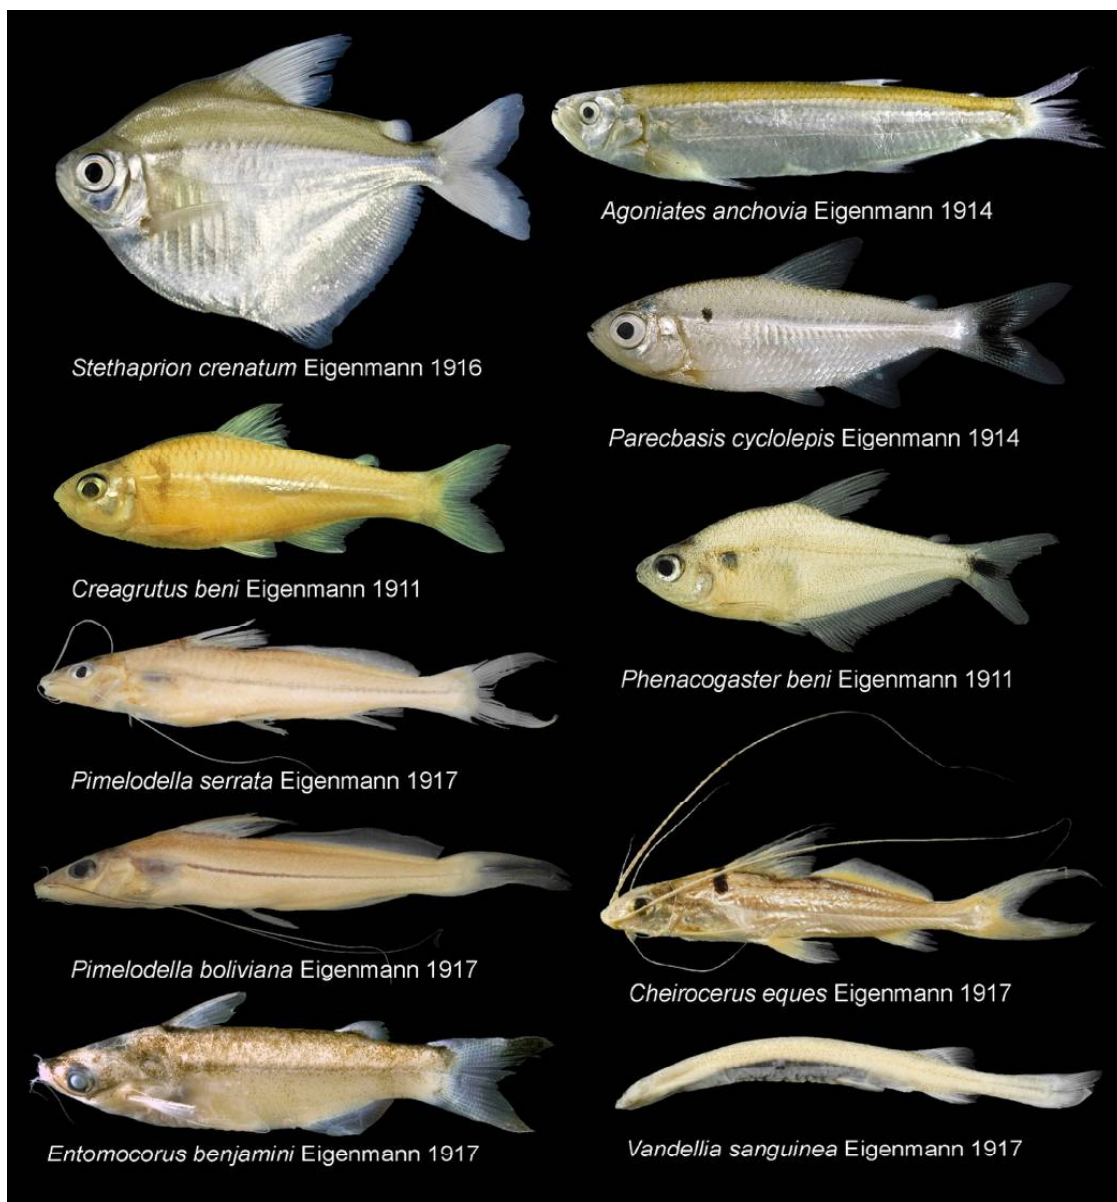 Stethaprion crenatum Eigenmann 1916
Agoniates anchovia Eigenmann 1914
Parecbasis cyclolepis Eigenmann 1914
Creagrutus beni Eigenmann 1911
Phenacogaster beni Eigenmann 1911
Pimelodella serrata Eigenmann 1917
Pimelodella boliviana Eigenmann 1917
Cheirocerus eques Eigenmann 1917
Entomocorus benjamini Eigenmann 1917
Vandellia sanguinea Eigenmann 1917